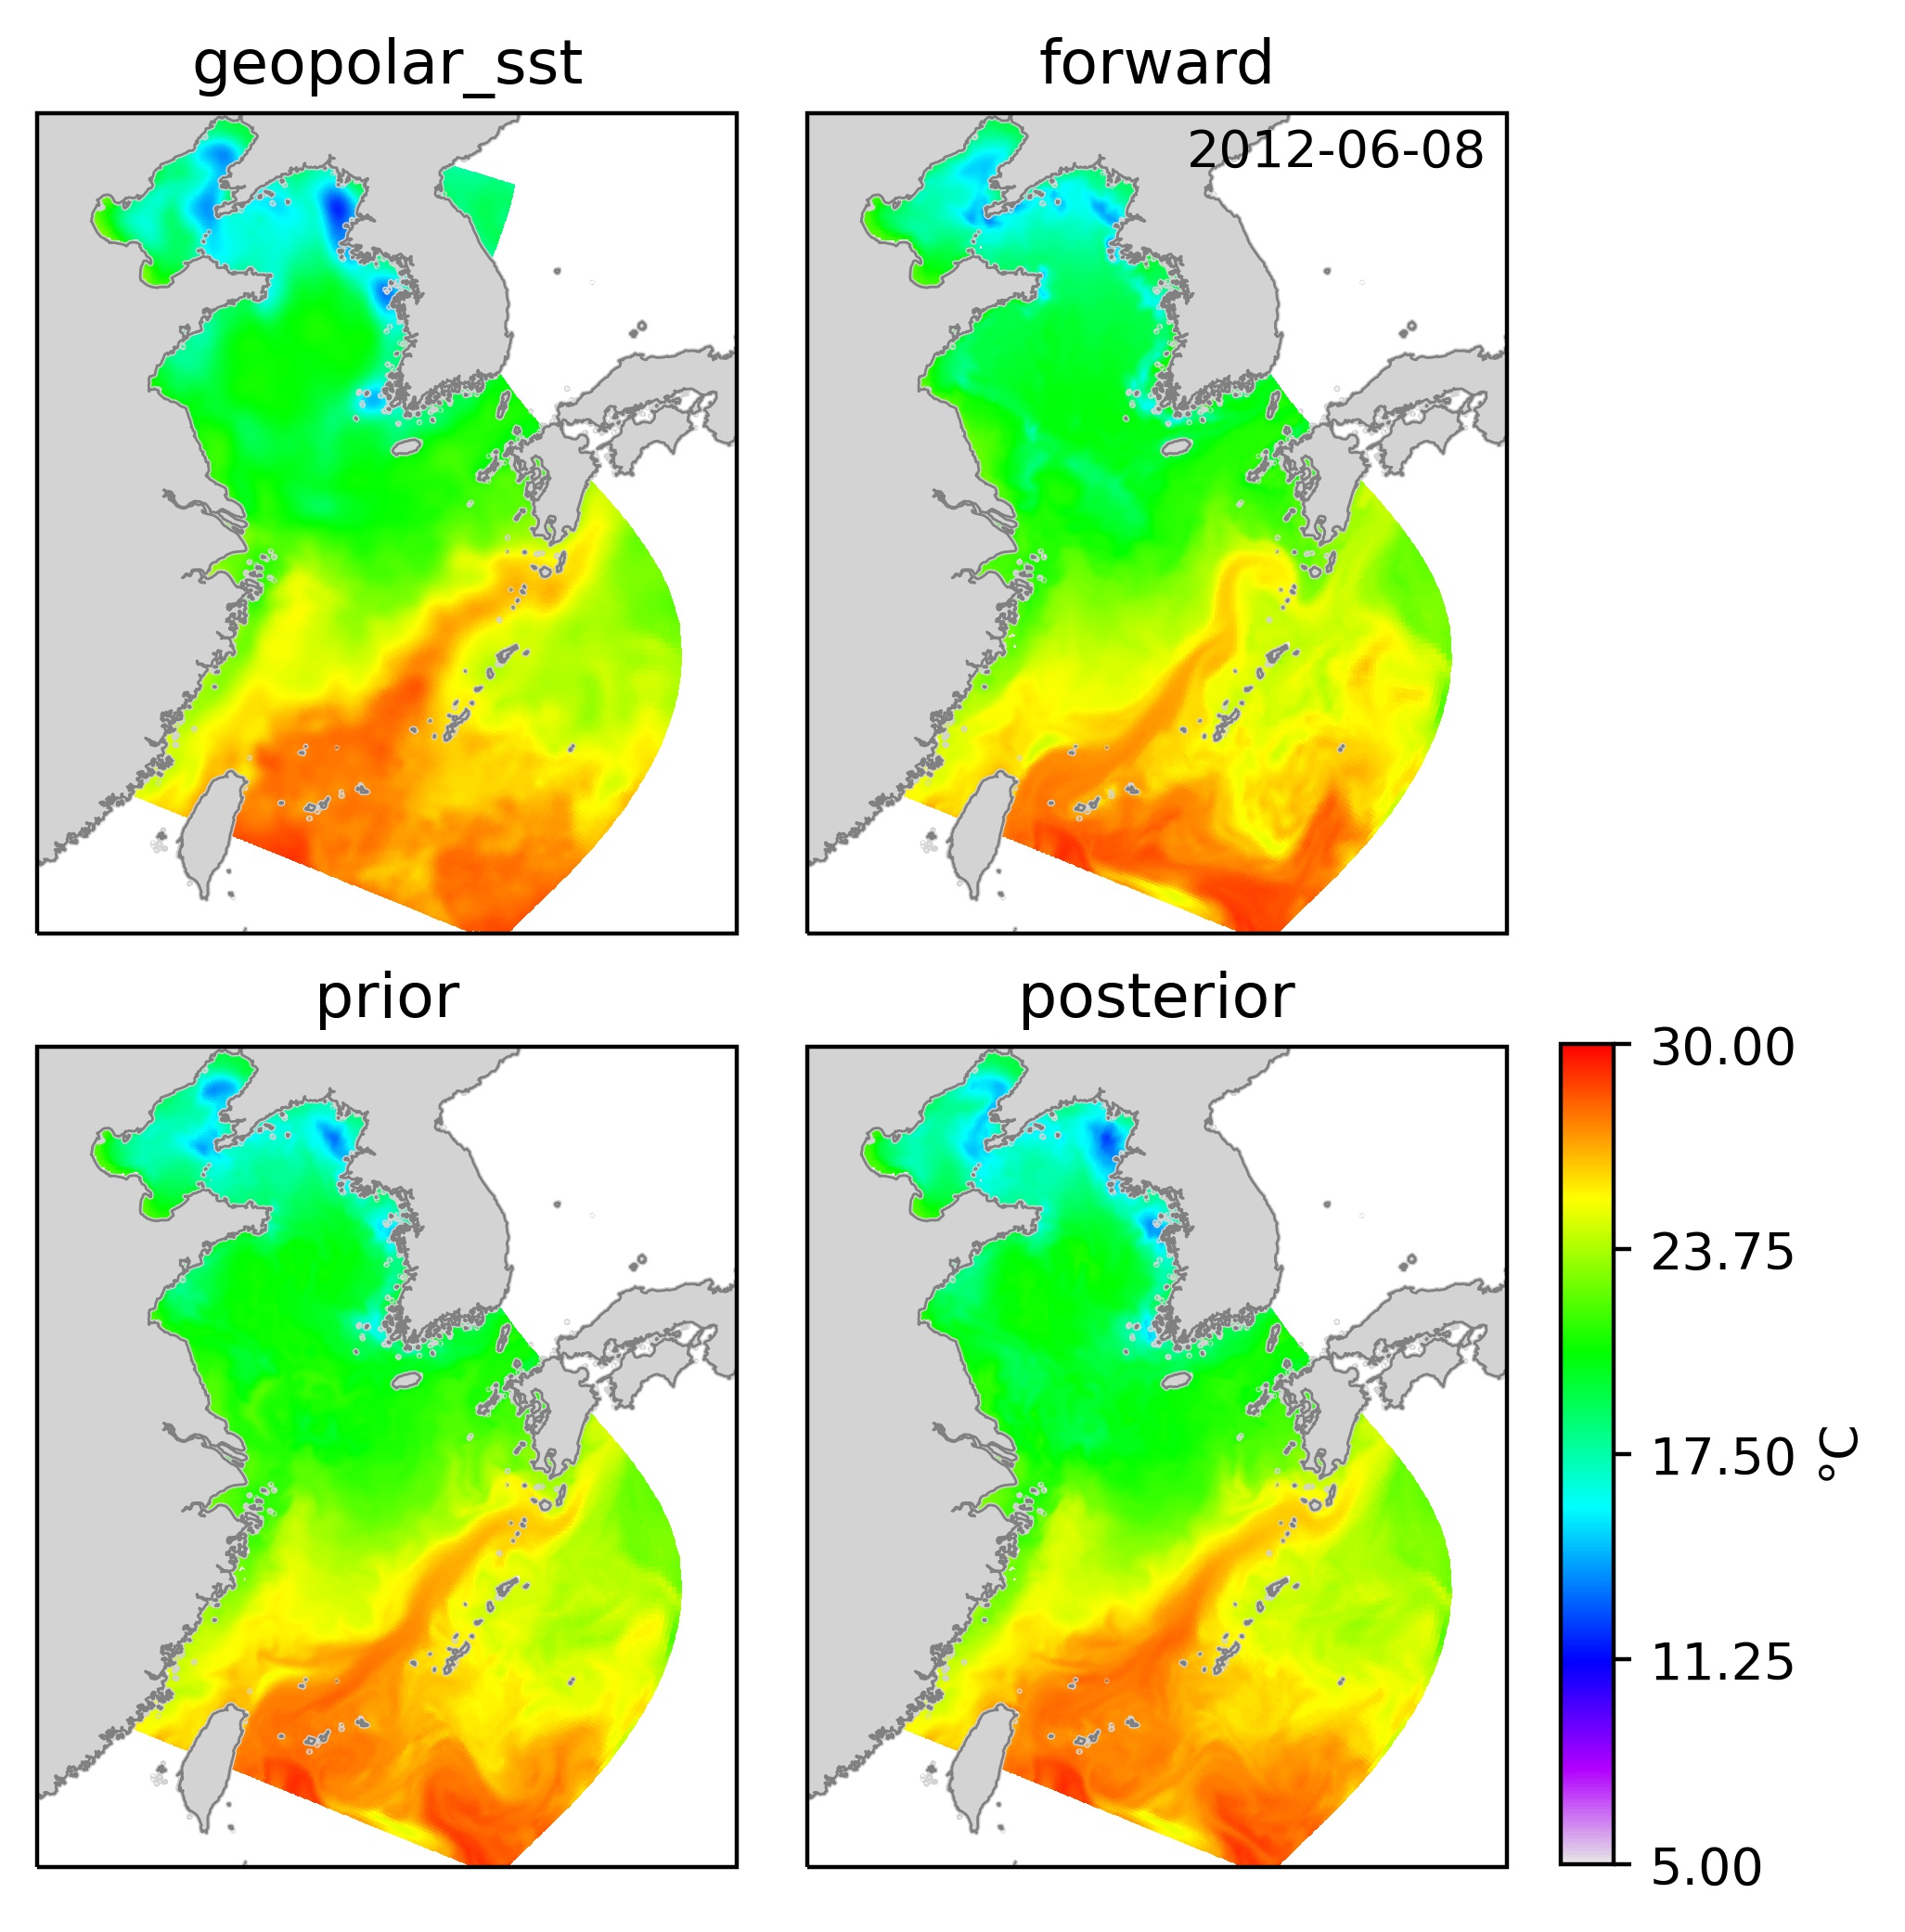 geopolar_sst
forward
2012-06-08
prior
posterior
30.00
23.75
17.50
11.25
5.00
°C